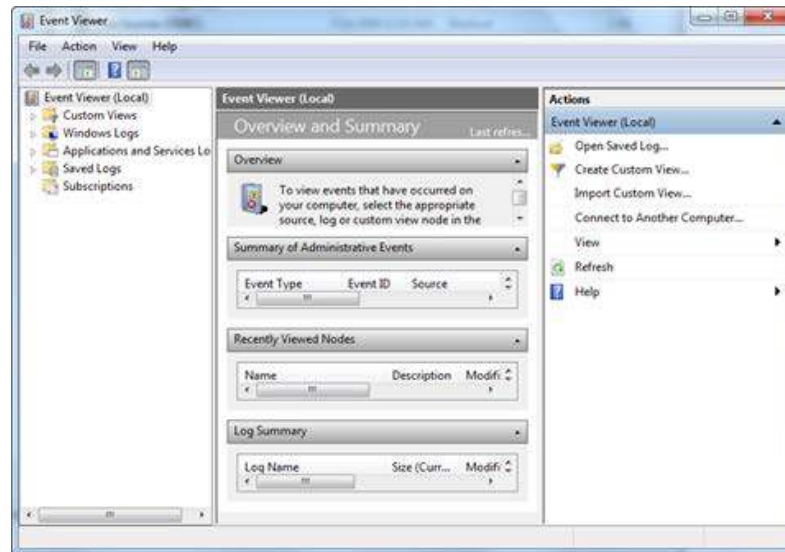 Event Viewer
File Action View Help
Event Viewer (Local)
Custom Views
Windows Logs
Applications and Services Lo
Saved Logs
Subscriptions
Event Viewer (Local)
Overview and Summary Last refres...
Overview
To view events that have occurred on
your computer, select the appropriate
source, log or custom view node in the
Summary of Administrative Events
Event Type Event ID Source
Recently Viewed Nodes
Name Description Modifi
Log Summary
Log Name Size (Curr... Modifi
Actions
Event Viewer (Local)
Open Saved Log...
Create Custom View...
Import Custom View...
Connect to Another Computer...
View
Refresh
Help